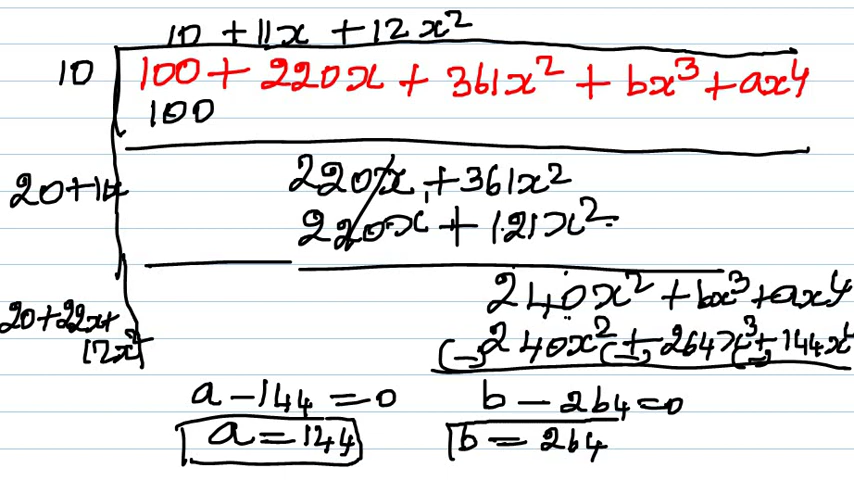 10 + 11x + 12x²
10 100 + 220x + 361x² + bx³ + ax⁴
100
20+11x 220x + 361x²
220x + 121x²
20+22x+ 240x² + bx³ + ax⁴
12x² (-) 240x² (-) + 264x³ (-) + 144x⁴
a - 144 = 0 b - 264 = 0
a = 144 b = 264